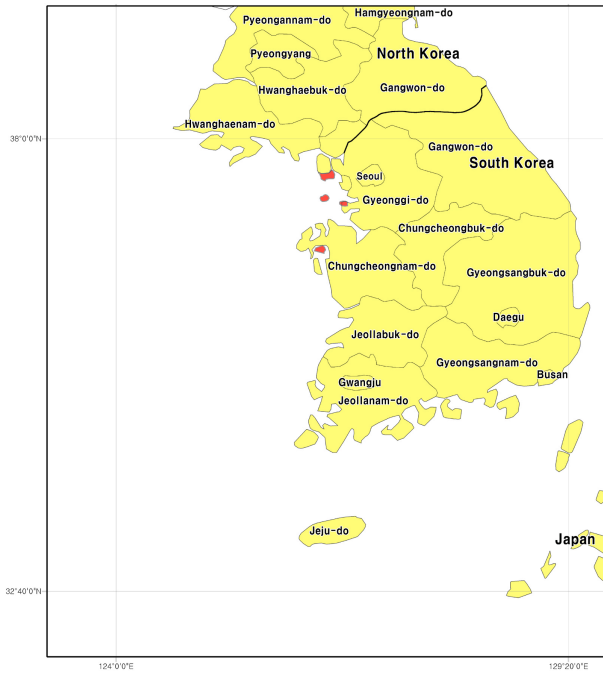 Hamgyeongnam-do
Pyeongannam-do
Pyeongyang
North Korea
Hwanghaebuk-do
Gangwon-do
Hwanghaenam-do
38°0'0"N
Gangwon-do
South Korea
Seoul
Gyeonggi-do
Chungcheongbuk-do
Chungcheongnam-do
Gyeongsangbuk-do
Daegu
Jeollabuk-do
Gyeongsangnam-do
Busan
Gwangju
Jeollanam-do
Jeju-do
Japan
32°40'0"N
124°0'0"E
129°20'0"E